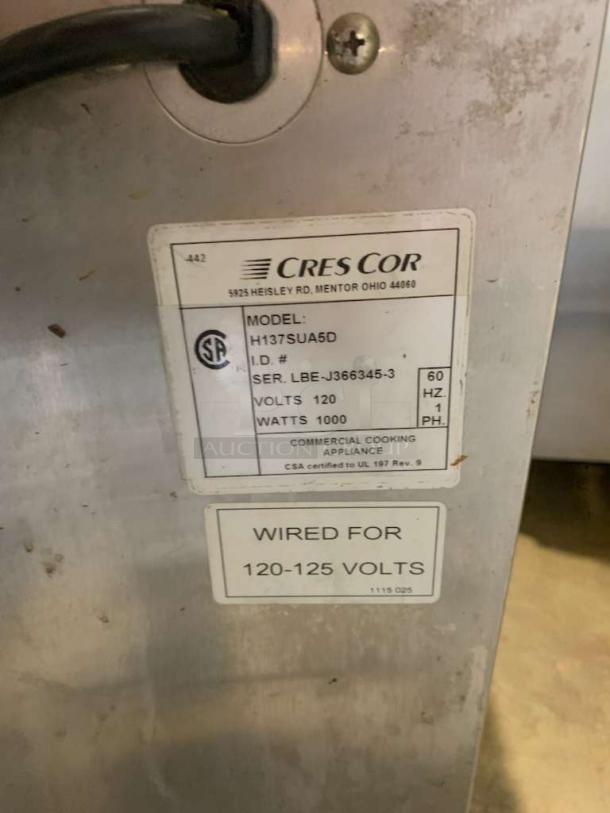 442
CRES COR
5925 HEISLEY RD, MENTOR OHIO 44060
MODEL:
H137SUA5D
I.D. #
SER. LBE-J366345-3
VOLTS 120
WATTS 1000
60
HZ.
1
PH.
COMMERCIAL COOKING
APPLIANCE
CSA certified to UL 197 Rev. 9
AUCTION
WIRED FOR
120-125 VOLTS
1115 025